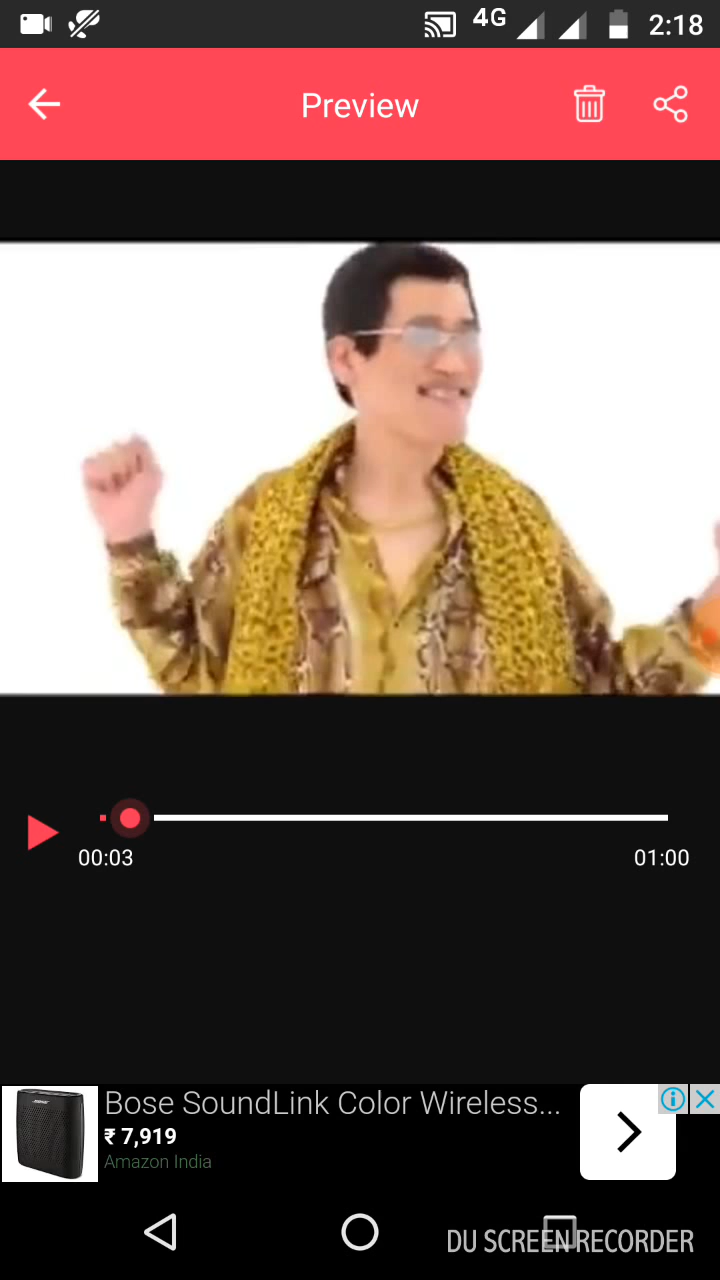 4G 2:18
Preview
00:03 01:00
Bose SoundLink Color Wireless...
₹ 7,919
Amazon India
DU SCREEN RECORDER